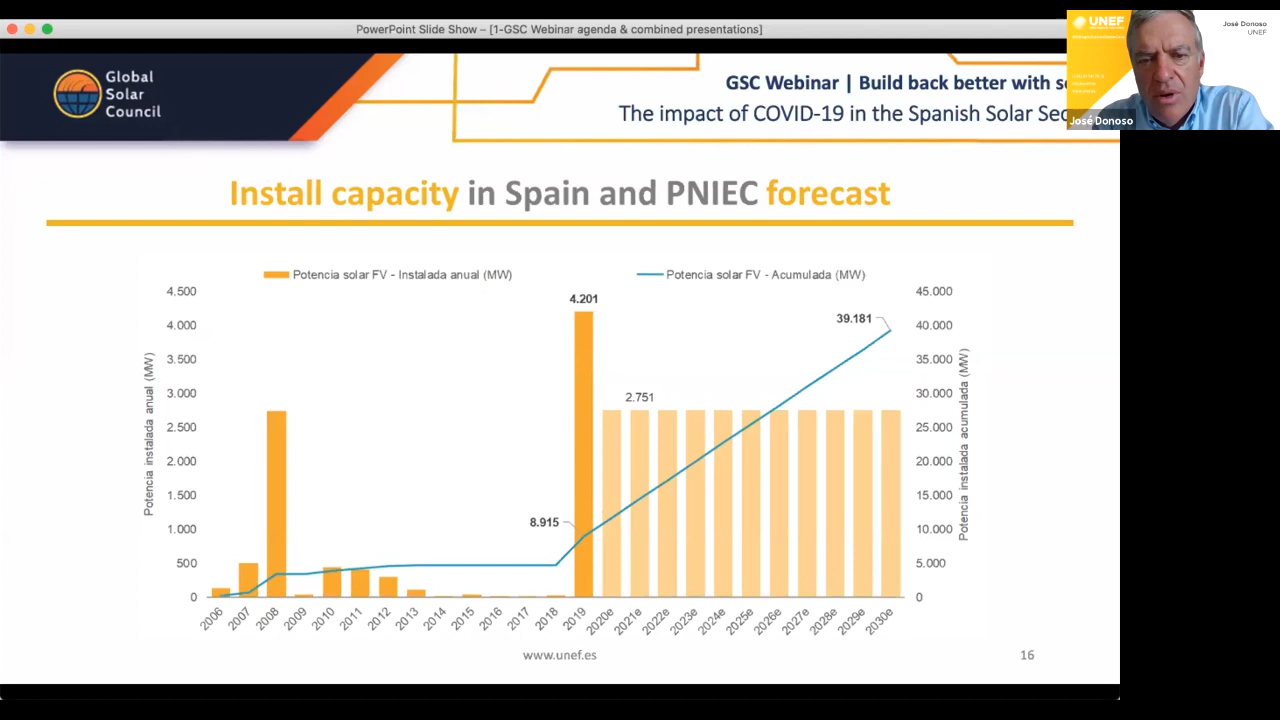 PowerPoint Slide Show – [1-GSC Webinar agenda & combined presentations]
UNEF
José Donoso
UNEF
José Donoso
Global
Solar
Council
GSC Webinar | Build back better with
The impact of COVID-19 in the Spanish Solar
Install capacity in Spain and PNIEC forecast
Potencia solar FV - Instalada anual (MW)
Potencia solar FV - Acumulada (MW)
Potencia instalada anual (MW)
4.500
4.000
3.500
3.000
2.500
2.000
1.500
1.000
500
0
4.201
2.751
8.915
39.181
45.000
40.000
35.000
30.000
25.000
20.000
15.000
10.000
5.000
0
Potencia instalada acumulada (MW)
2006
2007
2008
2009
2010
2011
2012
2013
2014
2015
2016
2017
2018
2019
2020e
2021e
2022e
2023e
2024e
2025e
2026e
2027e
2028e
2029e
2030e
www.unef.es
16